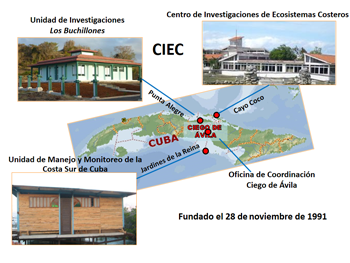 Unidad de Investigaciones
Los Buchillones
Centro de Investigaciones de Ecosistemas Costeros
CIEC
Punta Alegre
Cayo Coco
CIEGO DE
ÁVILA
CUBA
Jardines de la Reina
Unidad de Manejo y Monitoreo de la
Costa Sur de Cuba
Oficina de Coordinación
Ciego de Ávila
Fundado el 28 de noviembre de 1991